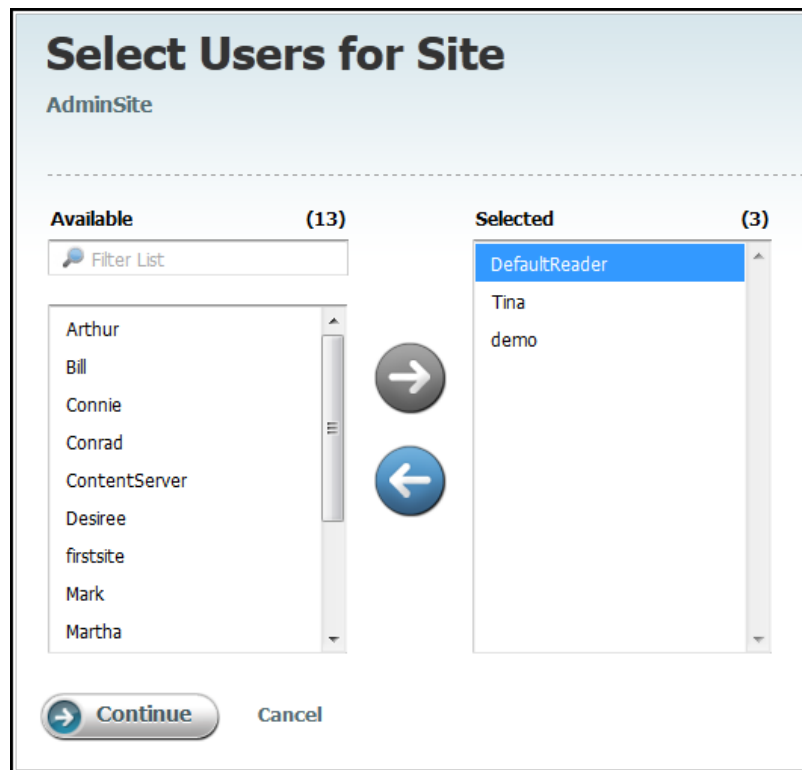 Select Users for Site
AdminSite
Available (13)
Filter List
Arthur
Bill
Connie
Conrad
ContentServer
Desiree
firstsite
Mark
Martha
Selected (3)
DefaultReader
Tina
demo
Continue
Cancel